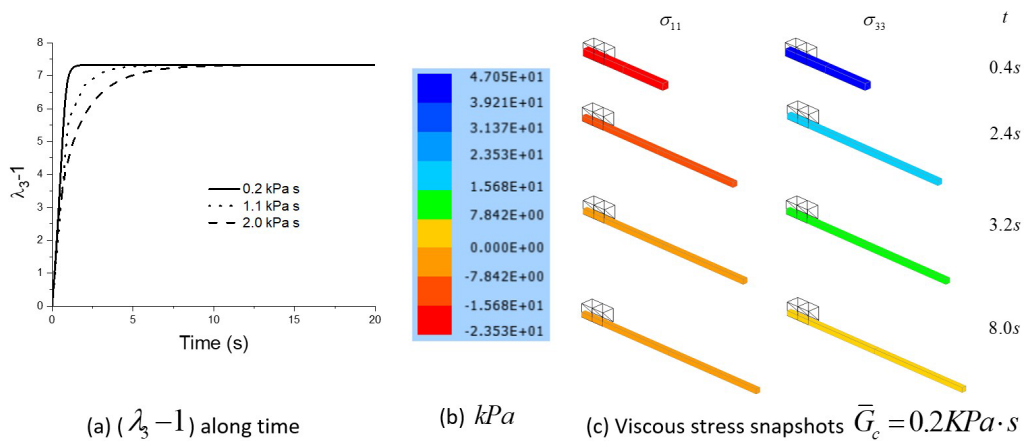 8
7
6
5
4
3
2
1
0
λ₃-1
0.2 kPa s
1.1 kPa s
2.0 kPa s
0 5 10 15 20
Time (s)
(a) ( λ₃ −1) along time
4.705E+01
3.921E+01
3.137E+01
2.353E+01
1.568E+01
7.842E+00
0.000E+00
-7.842E+00
-1.568E+01
-2.353E+01
(b) kPa
σ₁₁ σ₃₃ t
0.4s
2.4s
3.2s
8.0s
(c) Viscous stress snapshots G̅c = 0.2KPa·s